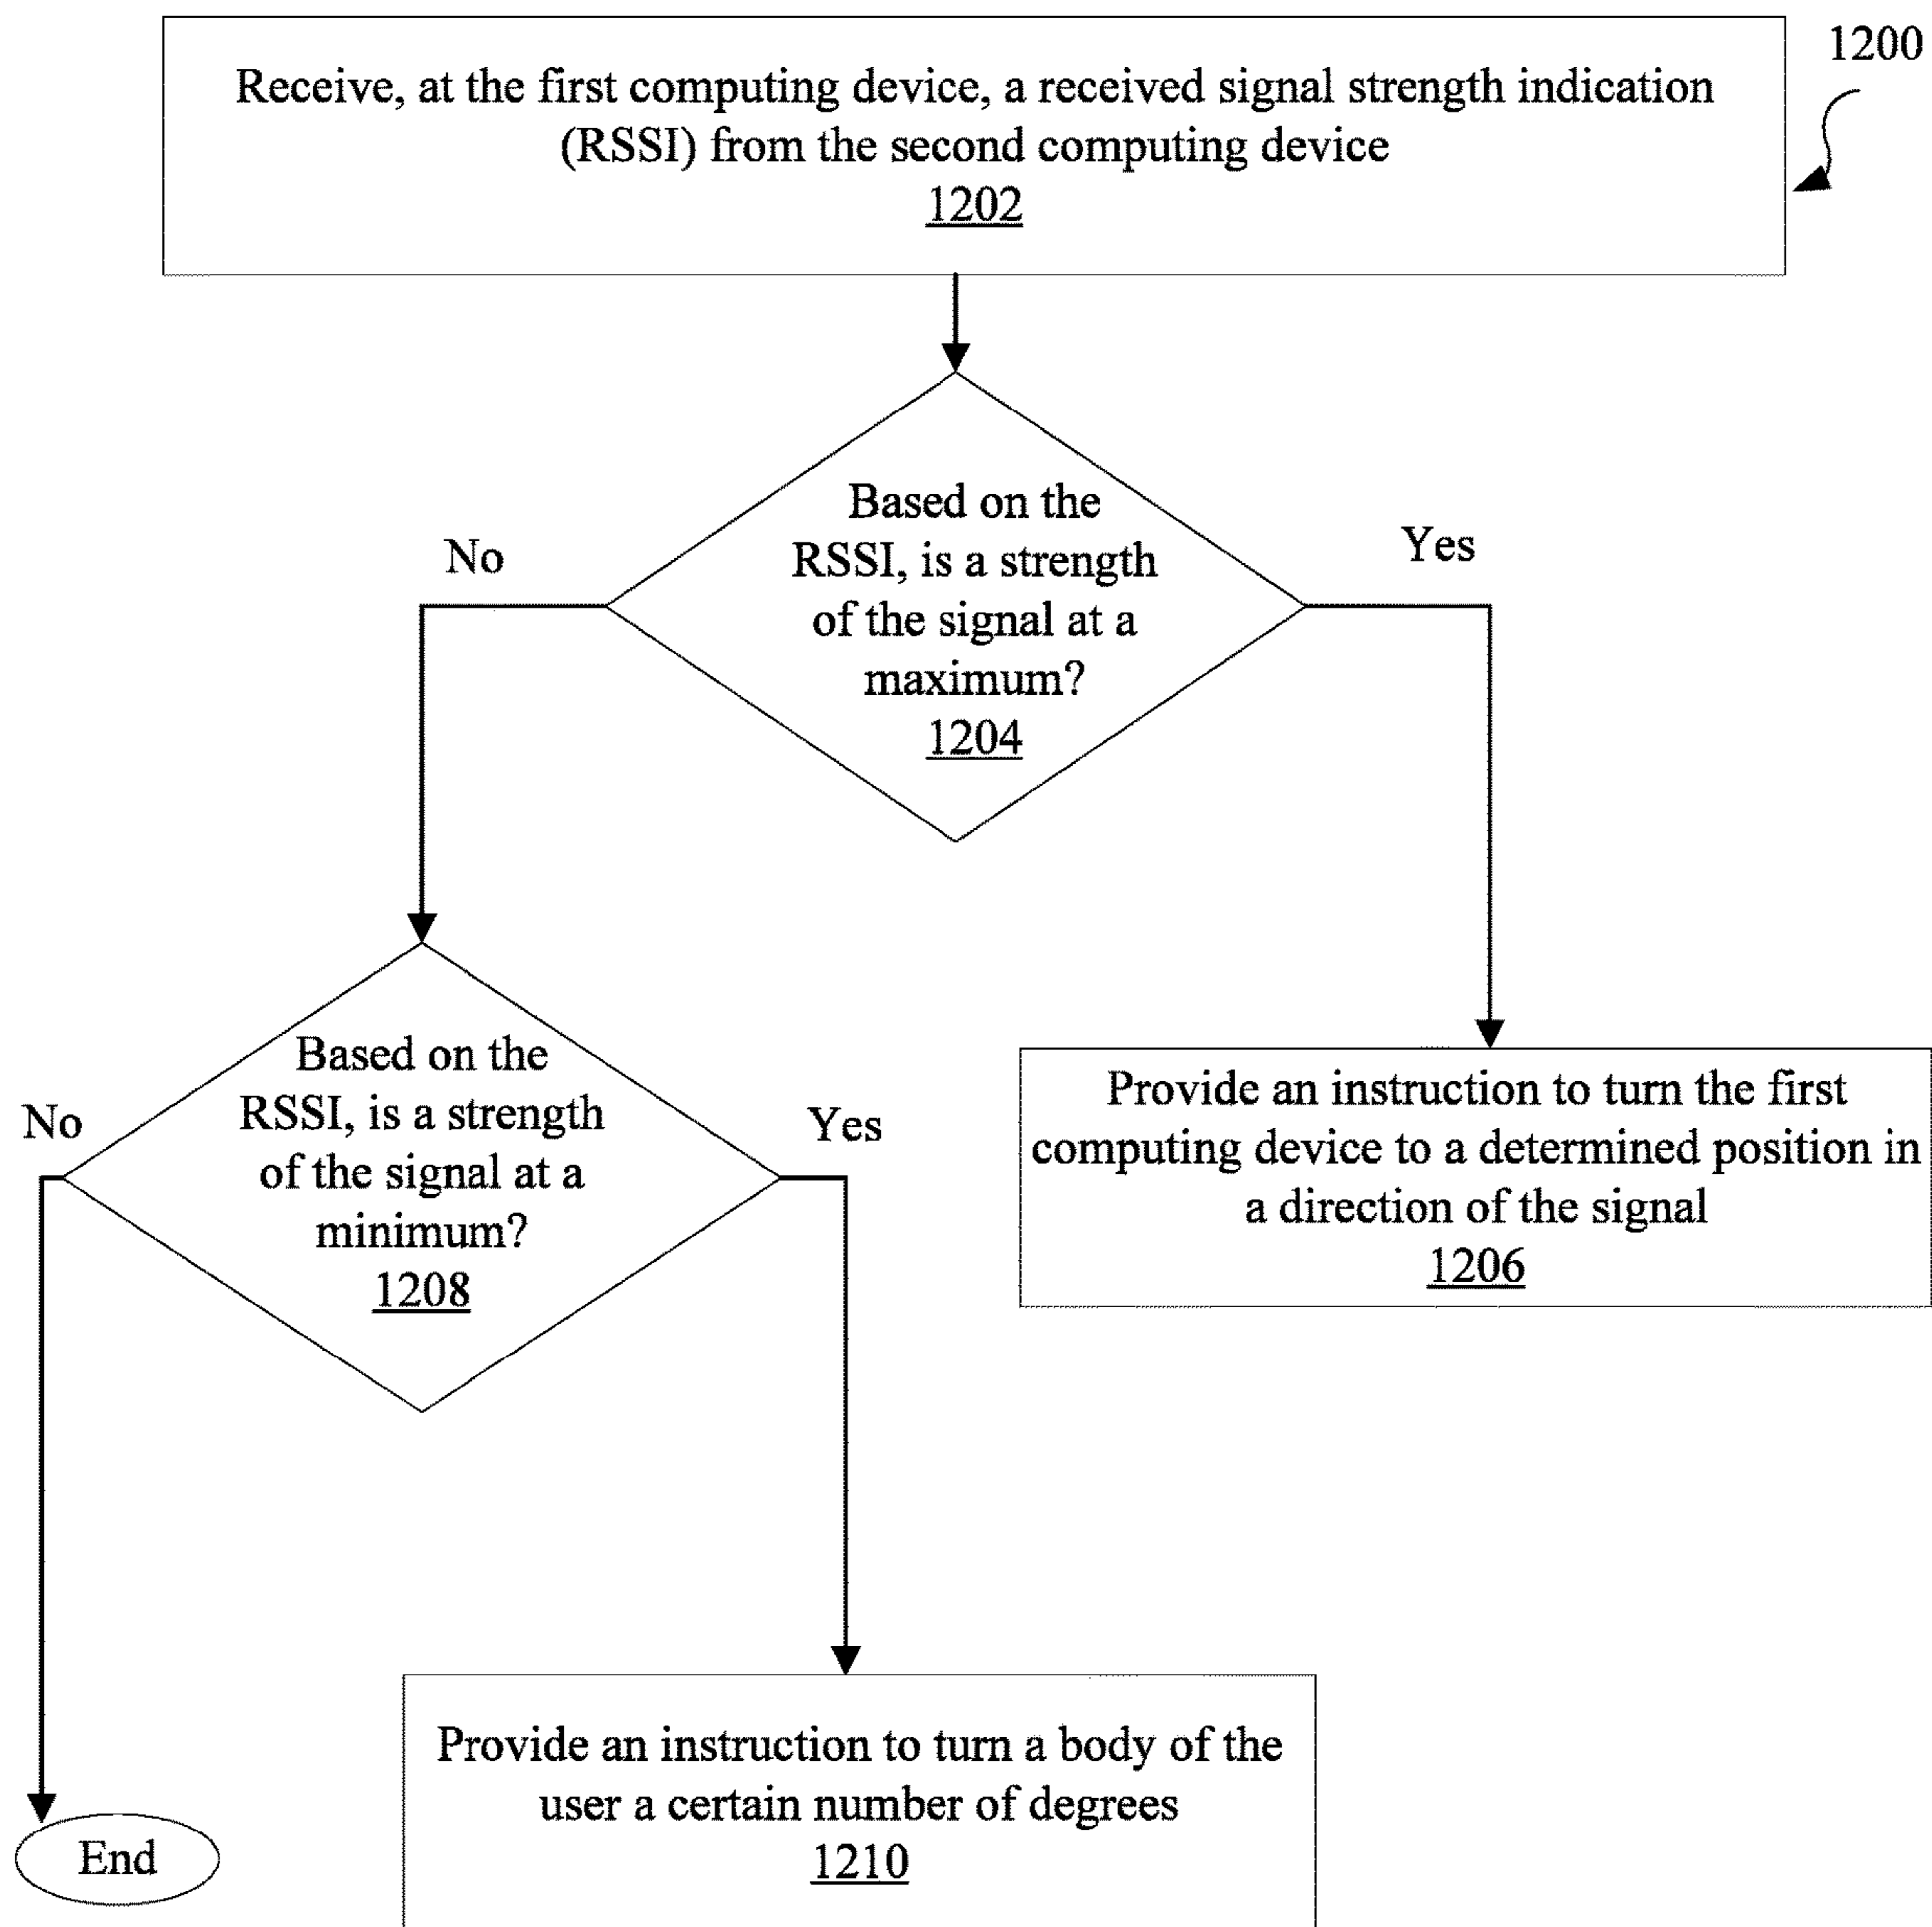 1200
Receive, at the first computing device, a received signal strength indication
(RSSI) from the second computing device
1202
Based on the
RSSI, is a strength
of the signal at a
maximum?
1204
No
Yes
Based on the
RSSI, is a strength
of the signal at a
minimum?
1208
No
Yes
Provide an instruction to turn the first
computing device to a determined position in
a direction of the signal
1206
Provide an instruction to turn a body of the
user a certain number of degrees
1210
End